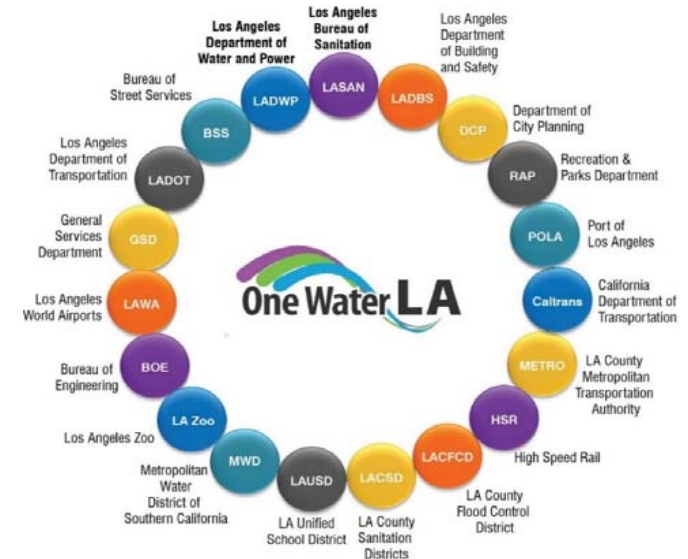 Los Angeles
Bureau of
Sanitation
LASAN
Los Angeles
Department
of Building
and Safety
LADBS
Department of
City Planning
DCP
Recreation &
Parks Department
RAP
Port of
Los Angeles
POLA
California
Department of
Transportation
Caltrans
LA County
Metropolitan
Transportation
Authority
METRO
High Speed Rail
HSR
LA County
Flood Control
District
LACFCD
LA County
Sanitation
Districts
LACSD
LA Unified
School District
LAUSD
Metropolitan
Water
District of
Southern California
MWD
Los Angeles Zoo
LA Zoo
Bureau of
Engineering
BOE
Los Angeles
World Airports
LAWA
General
Services
Department
GSD
Los Angeles
Department of
Transportation
LADOT
Bureau of
Street Services
BSS
Los Angeles
Department of
Water and Power
LADWP
One Water LA